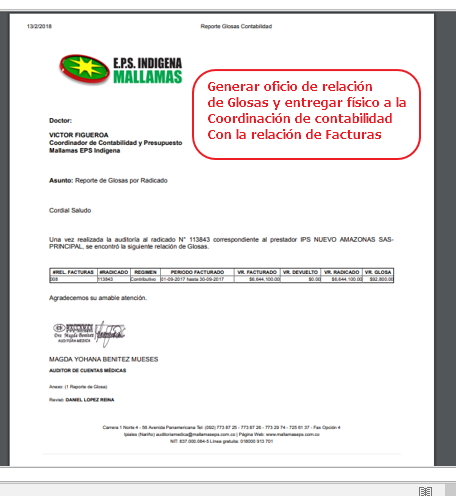 13/2/2018
Reporte Glosas Contabilidad
E.P.S. INDIGENA
MALLAMAS
Generar oficio de relación
de Glosas y entregar físico a la
Coordinación de contabilidad
Con la relación de Facturas
Doctor:
VICTOR FIGUEROA
Coordinador de Contabilidad y Presupuesto
Mallamas EPS Indigena
Asunto: Reporte de Glosas por Radicado
Cordial Saludo
Una vez realizada la auditoría al radicado N° 113843 correspondiente al prestador IPS NUEVO AMAZONAS SAS-
PRINCIPAL, se encontró la siguiente relación de Glosas.
#REL. FACTURAS #RADICADO REGIMEN PERIODO FACTURADO VR. FACTURADO VR. DEVUELTO VR. RADICADO VR. GLOSA
008 113843 Contributivo 01-09-2017 hasta 30-09-2017 $6,644,100.00 $0.00 $6,644,100.00 $92,800.00
Agradecemos su amable atención.
MAGDA YOHANA BENITEZ MUESES
AUDITOR DE CUENTAS MÉDICAS
Anexo: (1 Reporte de Glosa)
Revisó: DANIEL LOPEZ REINA
Carrera 1 Norte 4 - 56 Avenida Panamericana Tel: (092) 773 87 25 - 773 87 26 - 773 29 74 - 725 61 37 - Fax Opción 4
Ipiales (Nariño) auditoriamedica@mallamaseps.com.co | Página Web: www.mallamaseps.com.co
NIT: 837.000.084-5 Línea gratuita: 018000 913 701